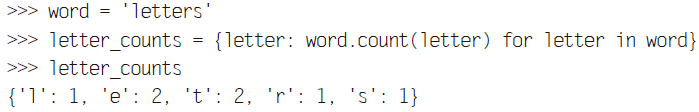 >>> word = 'letters'
>>> letter_counts = {letter: word.count(letter) for letter in word}
>>> letter_counts
{'l': 1, 'e': 2, 't': 2, 'r': 1, 's': 1}